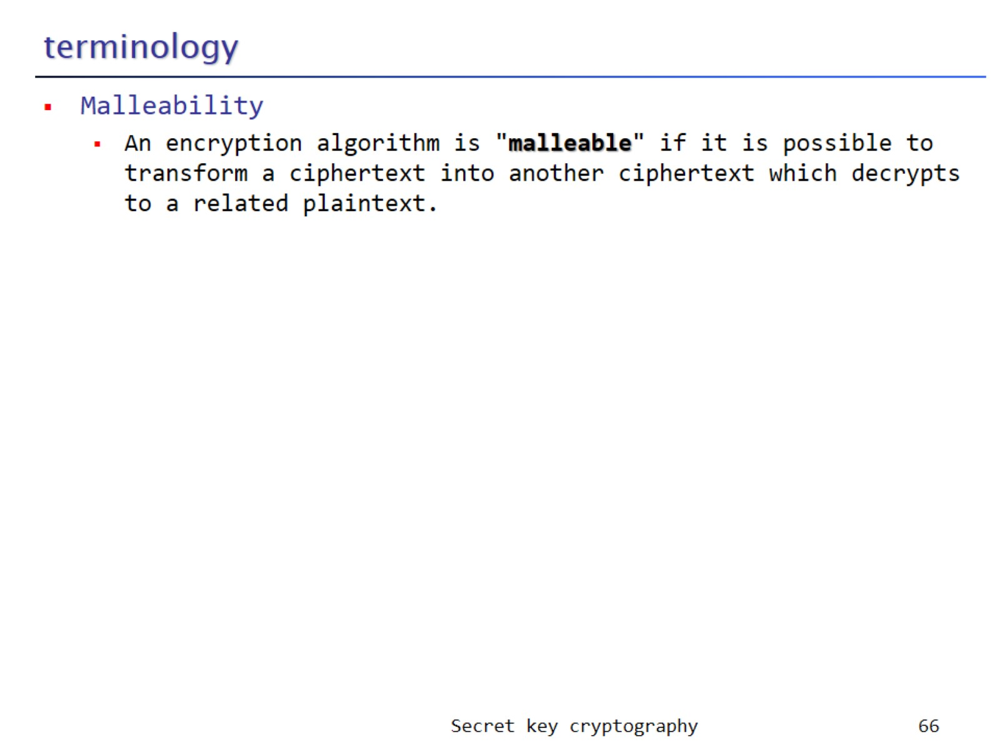 terminology
▪ Malleability
▪ An encryption algorithm is "malleable" if it is possible to
transform a ciphertext into another ciphertext which decrypts
to a related plaintext.
Secret key cryptography 66